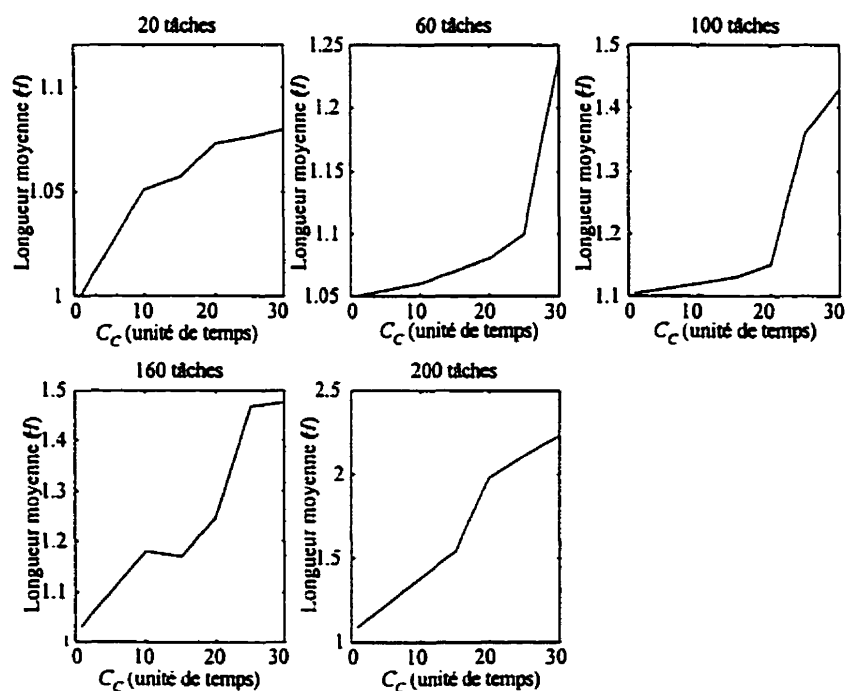 20 tâches
Longueur moyenne (H)
1.1
1.05
1
0 10 20 30
C_C (unité de temps)
60 tâches
Longueur moyenne (H)
1.25
1.2
1.15
1.1
1.05
0 10 20 30
C_C (unité de temps)
100 tâches
Longueur moyenne (H)
1.5
1.4
1.3
1.2
1.1
0 10 20 30
C_C (unité de temps)
160 tâches
Longueur moyenne (H)
1.5
1.4
1.3
1.2
1.1
1
0 10 20 30
C_C (unité de temps)
200 tâches
Longueur moyenne (H)
2.5
2
1.5
1
0 10 20 30
C_C (unité de temps)